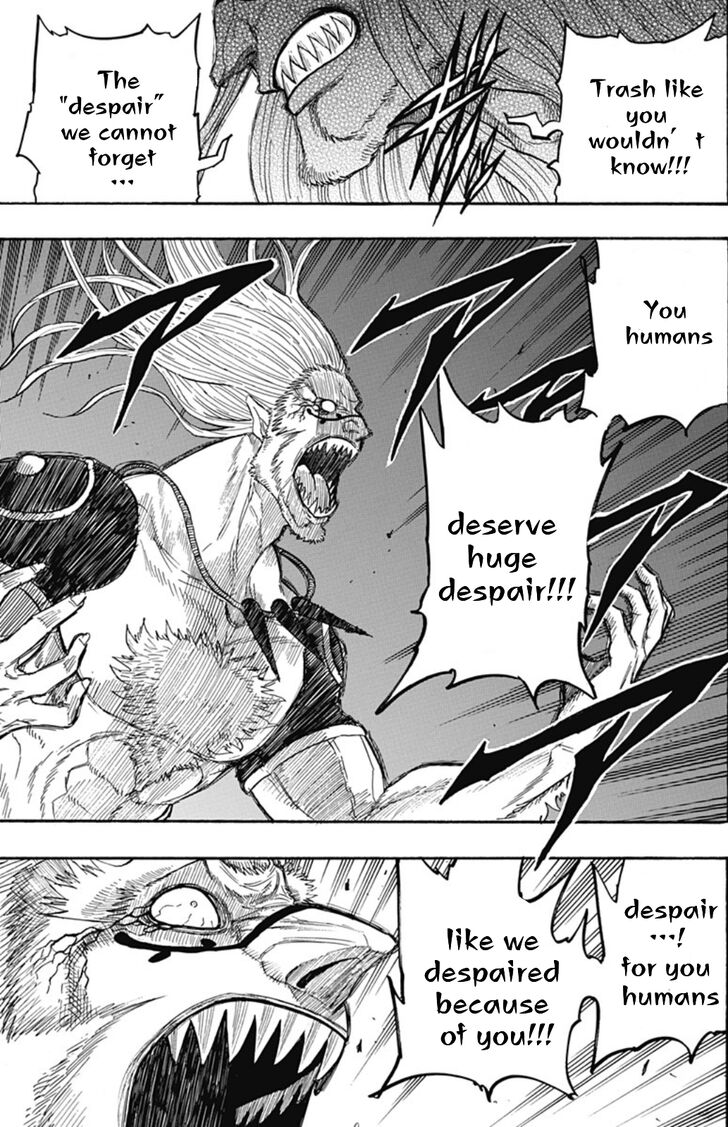 Trash like
you
wouldn't
know!!!
The
"despair"
we cannot
forget
...
You
humans
deserve
huge
despair!!!
despair
...!
for you
humans
like we
despaired
because
of you!!!